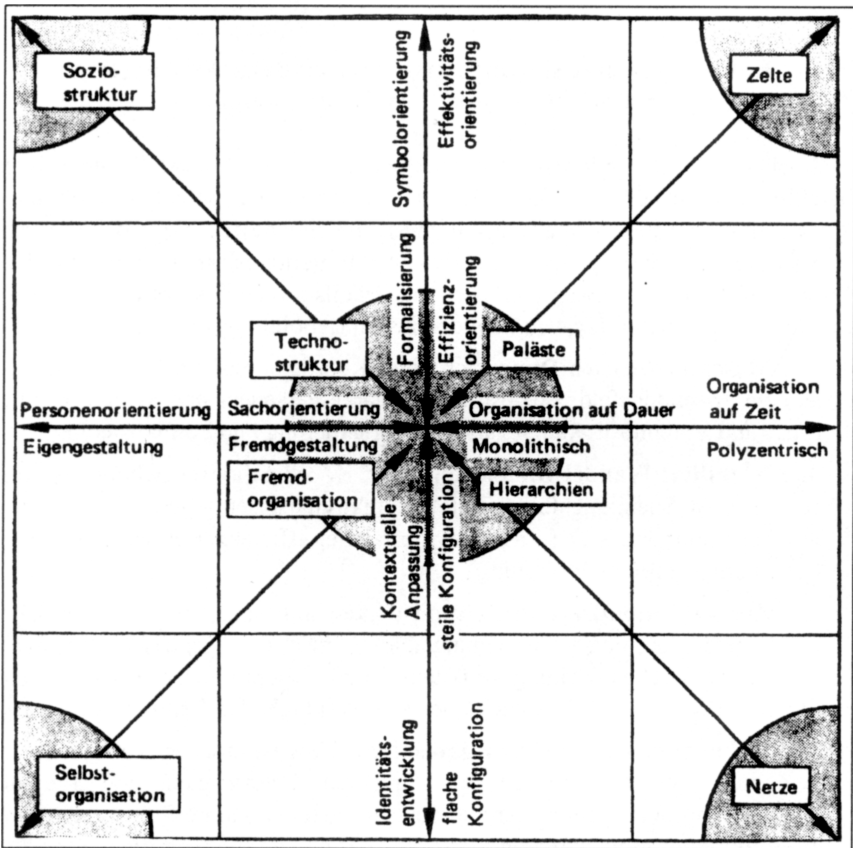 Sozio-
struktur
Symbolorientierung
Effektivitäts-
orientierung
Zelte
Techno-
struktur
Formalisierung
Effizienz-
orientierung
Paläste
Personenorientierung
Sachorientierung
Organisation auf Dauer
Organisation
auf Zeit
Eigengestaltung
Fremdgestaltung
Monolithisch
Polyzentrisch
Fremd-
organisation
Kontextuelle
Anpassung
steile Konfiguration
Hierarchien
Selbst-
organisation
Identitäts-
entwicklung
flache
Konfiguration
Netze